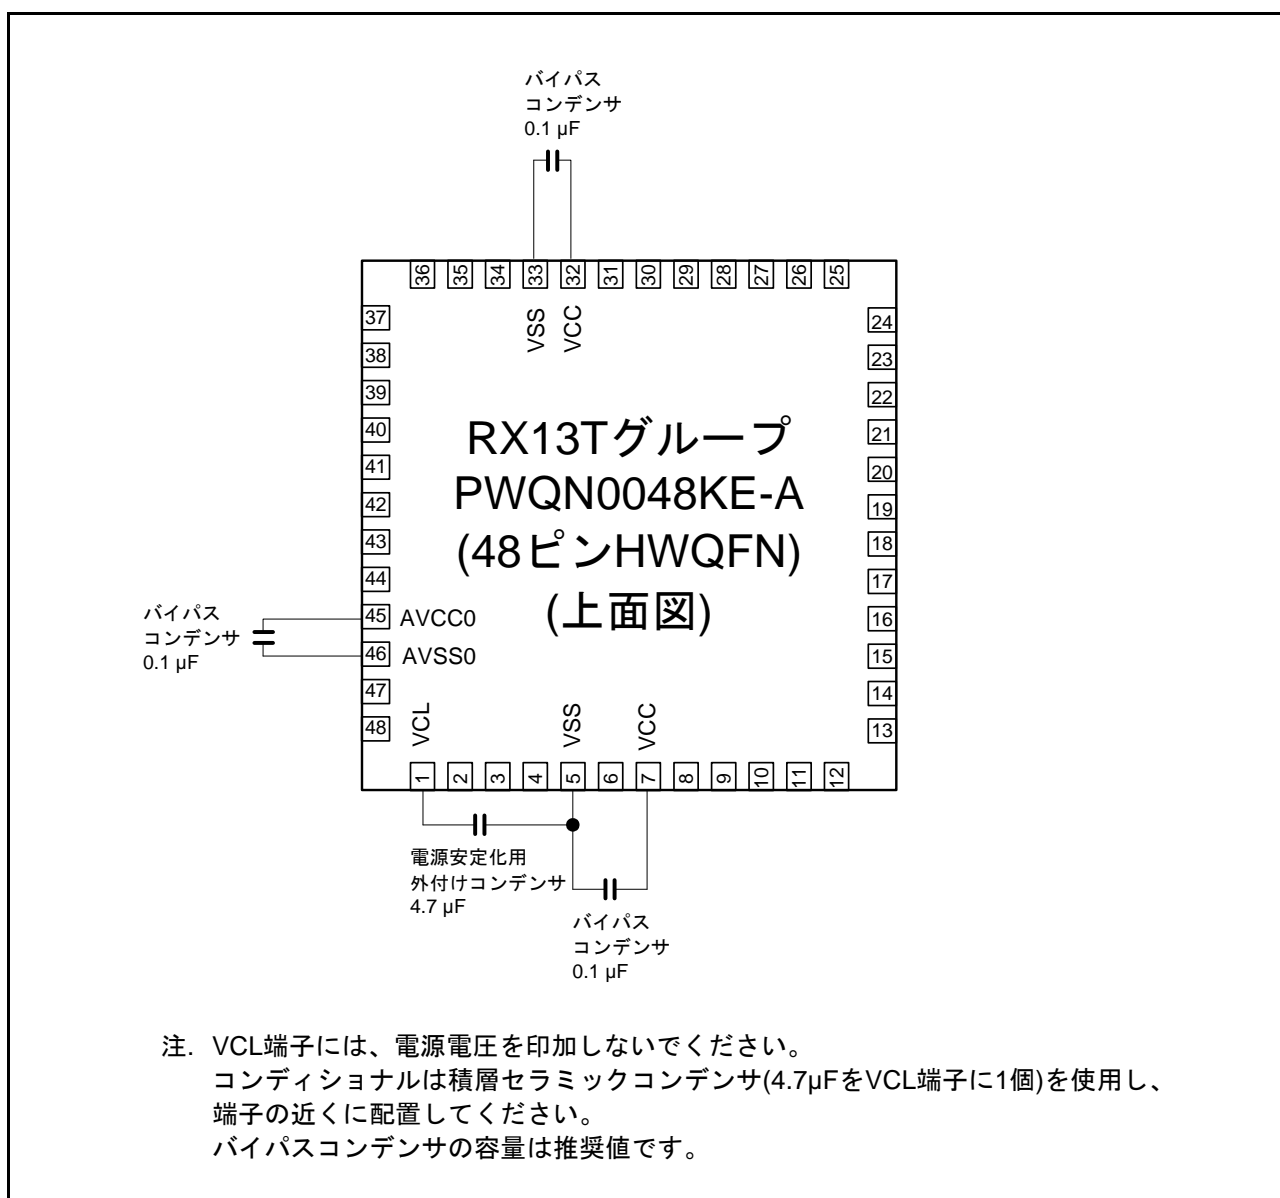 バイパス
コンデンサ
0.1 µF
36 35 34 33 32 31 30 29 28 27 26 25
VSS VCC
37
38
39
40
41
42
43
44
45 AVCC0
46 AVSS0
47
48
24
23
22
21
20
19
18
17
16
15
14
13
RX13Tグループ
PWQN0048KE-A
(48ピンHWQFN)
(上面図)
バイパス
コンデンサ
0.1 µF
VCL VSS VCC
1 2 3 4 5 6 7 8 9 10 11 12
電源安定化用
外付けコンデンサ
4.7 µF
バイパス
コンデンサ
0.1 µF
注. VCL端子には、電源電圧を印加しないでください。
コンディショナルは積層セラミックコンデンサ(4.7µFをVCL端子に1個)を使用し、
端子の近くに配置してください。
バイパスコンデンサの容量は推奨値です。